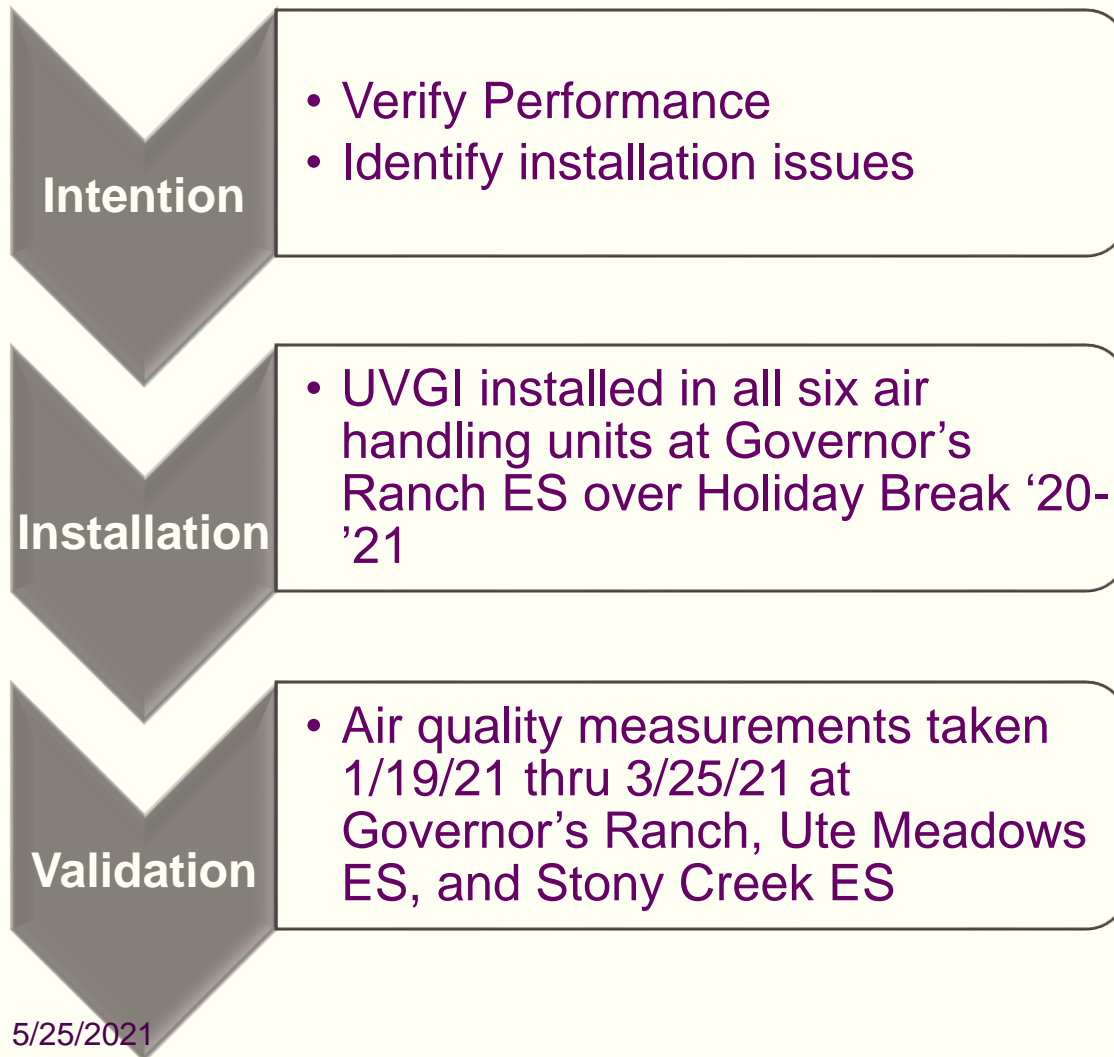 Intention
• Verify Performance
• Identify installation issues
Installation
• UVGI installed in all six air
handling units at Governor’s
Ranch ES over Holiday Break ‘20-
’21
Validation
• Air quality measurements taken
1/19/21 thru 3/25/21 at
Governor’s Ranch, Ute Meadows
ES, and Stony Creek ES
5/25/2021